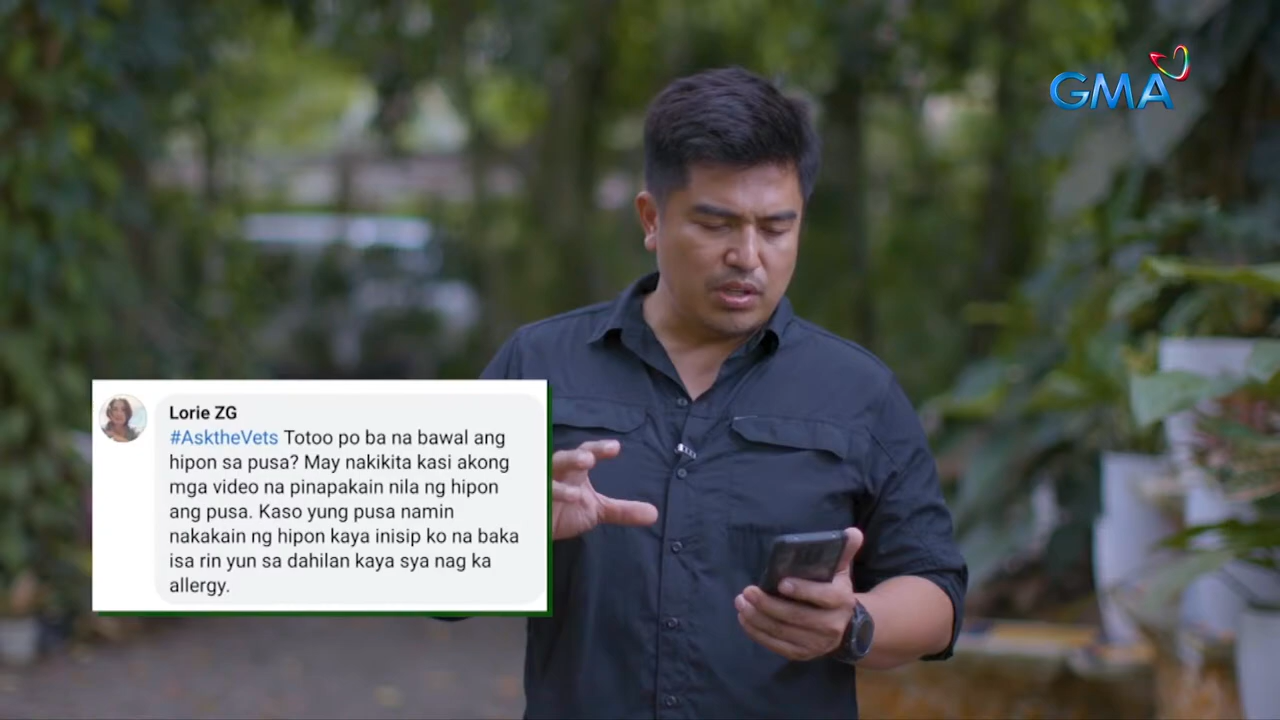 GMA
Lorie ZG
#AsktheVets Totoo po ba na bawal ang
hipon sa pusa? May nakikita kasi akong
mga video na pinapakain nila ng hipon
ang pusa. Kaso yung pusa namin
nakakain ng hipon kaya inisip ko na baka
isa rin yun sa dahilan kaya sya nag ka
allergy.